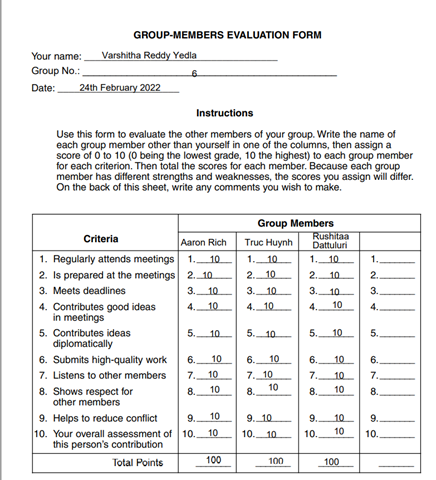 GROUP-MEMBERS EVALUATION FORM
Your name: Varshitha Reddy Yedla
Group No.: 6
Date: 24th February 2022
Instructions
Use this form to evaluate the other members of your group. Write the name of
each group member other than yourself in one of the columns, then assign a
score of 0 to 10 (0 being the lowest grade, 10 the highest) to each group member
for each criterion. Then total the scores for each member. Because each group
member has different strengths and weaknesses, the scores you assign will differ.
On the back of this sheet, write any comments you wish to make.
Group Members
Criteria Aaron Rich Truc Huynh Rushitaa
Dattuluri
1. Regularly attends meetings 1. 10 1. 10 1. 10 1.
2. Is prepared at the meetings 2. 10 2. 10 2. 10 2.
3. Meets deadlines 3. 10 3. 10 3. 10 3.
4. Contributes good ideas 4. 10 4. 10 4. 10 4.
in meetings
5. Contributes ideas 5. 10 5. 10 5. 10 5.
diplomatically
6. Submits high-quality work 6. 10 6. 10 6. 10 6.
7. Listens to other members 7. 10 7. 10 7. 10 7.
8. Shows respect for 8. 10 8. 10 8. 10 8.
other members
9. Helps to reduce conflict 9. 10 9. 10 9. 10 9.
10. Your overall assessment of 10. 10 10. 10 10. 10 10.
this person's contribution
Total Points 100 100 100